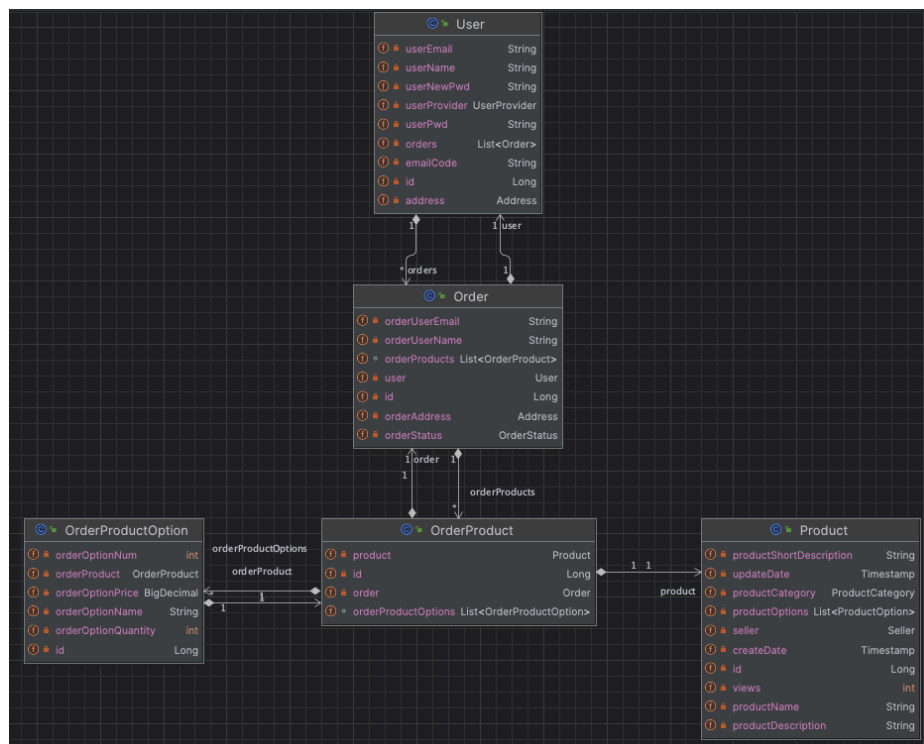 User
userEmail String
userName String
userNewPwd String
userProvider UserProvider
userPwd String
orders List<Order>
emailCode String
id Long
address Address
1
1 user
* orders
1
Order
orderUserEmail String
orderUserName String
orderProducts List<OrderProduct>
user User
id Long
orderAddress Address
orderStatus OrderStatus
1 order
1
1
orderProducts
*
OrderProductOption
orderOptionNum int
orderProduct OrderProduct
orderOptionPrice BigDecimal
orderOptionName String
orderOptionQuantity int
id Long
orderProductOptions
orderProduct
*
1
1
OrderProduct
product Product
id Long
order Order
orderProductOptions List<OrderProductOption>
1 1
product
Product
productShortDescription String
updateDate Timestamp
productCategory ProductCategory
productOptions List<ProductOption>
seller Seller
createDate Timestamp
id Long
views int
productName String
productDescription String